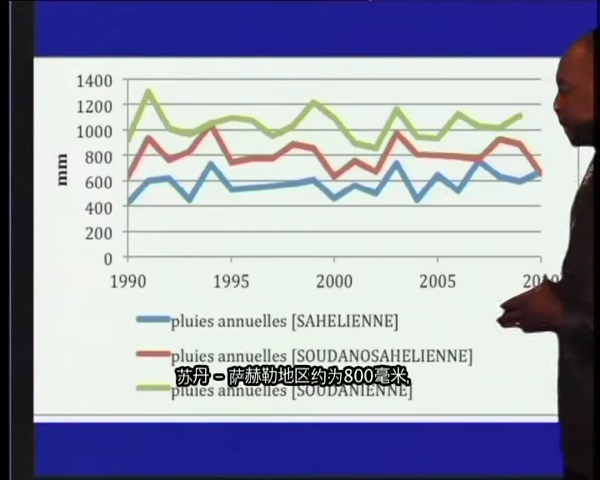 1400
1200
1000
800
600
400
200
0
mm
1990 1995 2000 2005 2010
pluies annuelles [SAHELIENNE]
pluies annuelles [SOUDANOSAHELIENNE]
苏丹 - 萨赫勒地区约为800毫米,
pluies annuelles [SOUDANIENNE]